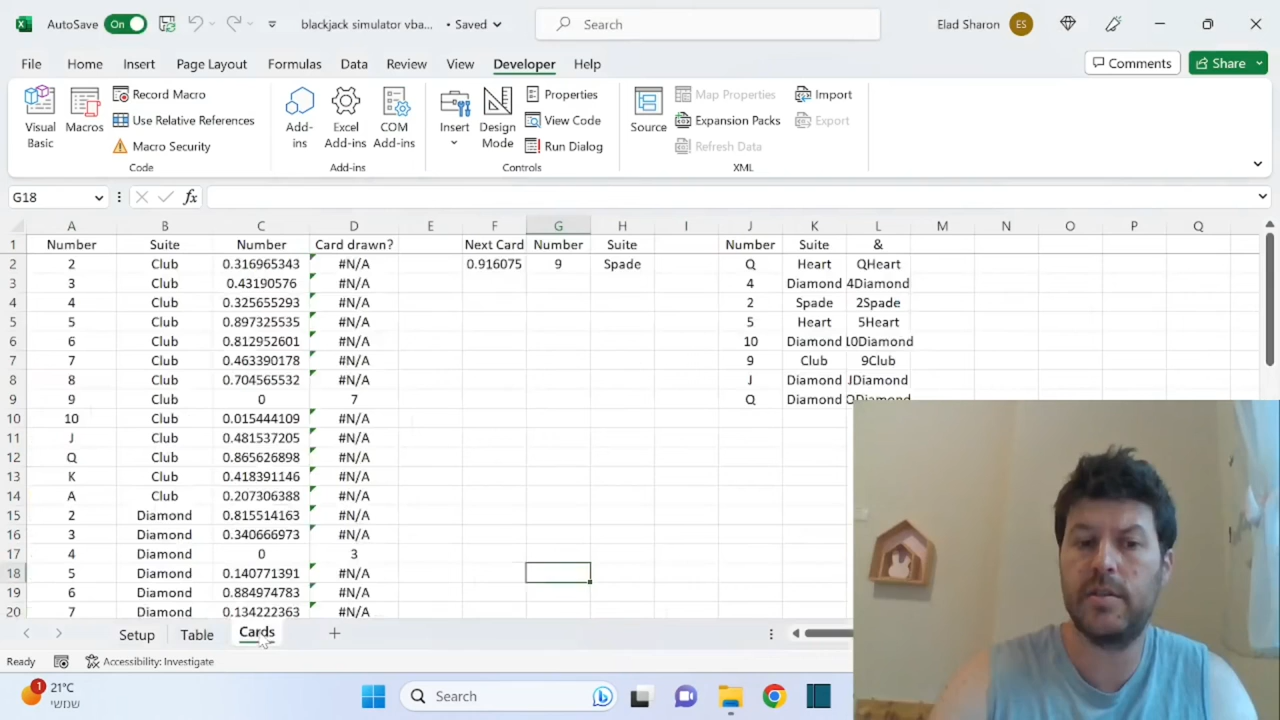 AutoSave On blackjack simulator vba... • Saved Search Elad Sharon ES
File Home Insert Page Layout Formulas Data Review View Developer Help Comments Share
Visual Basic
Macros
Record Macro
Use Relative References
Macro Security
Code
Add-ins
Excel Add-ins
COM Add-ins
Add-ins
Insert
Design Mode
Properties
View Code
Run Dialog
Controls
Source
Map Properties
Expansion Packs
Refresh Data
Import
Export
XML
G18 fx
A B C D E F G H I J K L M N O P Q
1 Number Suite Number Card drawn? Next Card Number Suite Number Suite &
2 2 Club 0.316965343 #N/A 0.916075 9 Spade Q Heart QHeart
3 3 Club 0.43190576 #N/A 4 Diamond 4Diamond
4 4 Club 0.325655293 #N/A 2 Spade 2Spade
5 5 Club 0.897325535 #N/A 5 Heart 5Heart
6 6 Club 0.812952601 #N/A 10 Diamond 10Diamond
7 7 Club 0.463390178 #N/A 9 Club 9Club
8 8 Club 0.704565532 #N/A J Diamond JDiamond
9 9 Club 0 7 Q Diamond QDiamond
10 10 Club 0.015444109 #N/A
11 J Club 0.481537205 #N/A
12 Q Club 0.865626898 #N/A
13 K Club 0.418391146 #N/A
14 A Club 0.207306388 #N/A
15 2 Diamond 0.815514163 #N/A
16 3 Diamond 0.340666973 #N/A
17 4 Diamond 0 3
18 5 Diamond 0.140771391 #N/A
19 6 Diamond 0.884974783 #N/A
20 7 Diamond 0.134222363 #N/A
Setup Table Cards
Ready Accessibility: Investigate
1 21°C
שמשי
Search